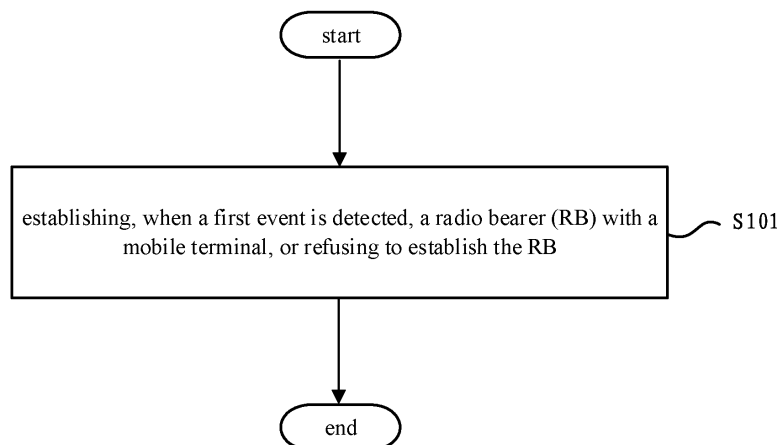 start
establishing, when a first event is detected, a radio bearer (RB) with a
mobile terminal, or refusing to establish the RB
S101
end